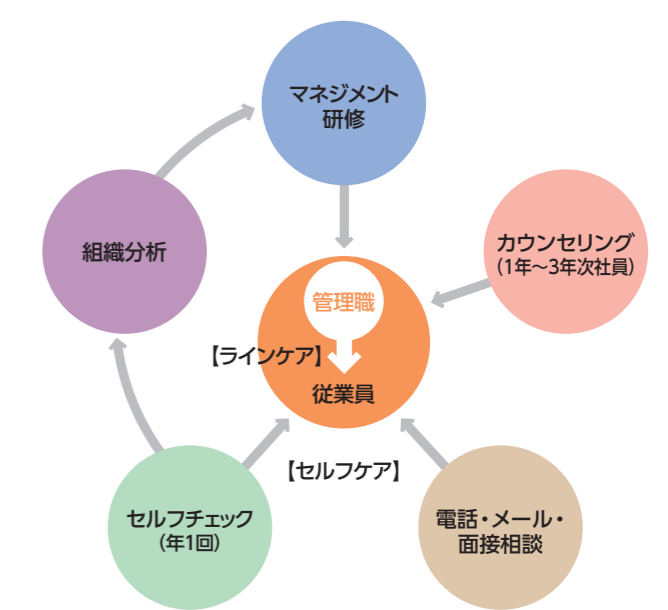 マネジメント
研修
組織分析
カウンセリング
(1年〜3年次社員)
管理職
【ラインケア】
従業員
【セルフケア】
セルフチェック
(年1回)
電話・メール・
面接相談